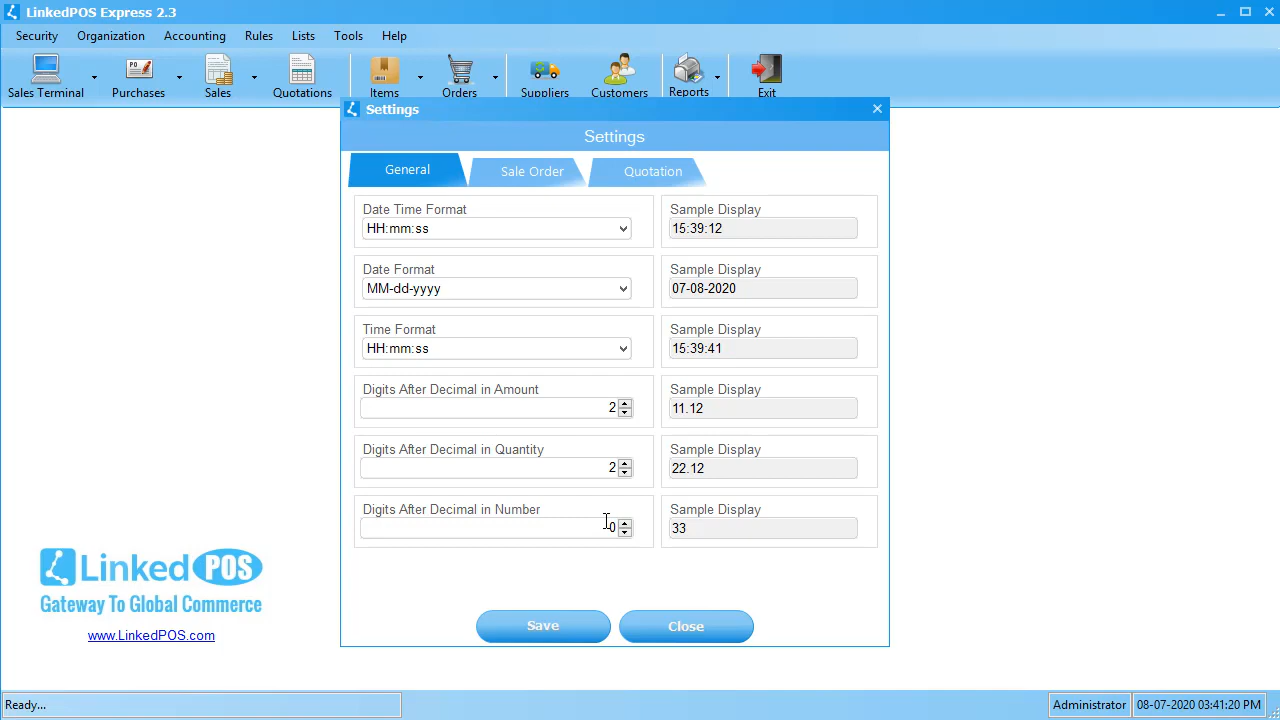 LinkedPOS Express 2.3
Security Organization Accounting Rules Lists Tools Help
Sales Terminal Purchases Sales Quotations Items Orders Suppliers Customers Reports Exit
PO
Settings
Settings
General Sale Order Quotation
Date Time Format Sample Display
HH:mm:ss 15:39:12
Date Format Sample Display
MM-dd-yyyy 07-08-2020
Time Format Sample Display
HH:mm:ss 15:39:41
Digits After Decimal in Amount Sample Display
2 11.12
Digits After Decimal in Quantity Sample Display
2 22.12
Digits After Decimal in Number Sample Display
0 33
Save Close
Linked POS
Gateway To Global Commerce
www.LinkedPOS.com
Ready... Administrator 08-07-2020 03:41:20 PM